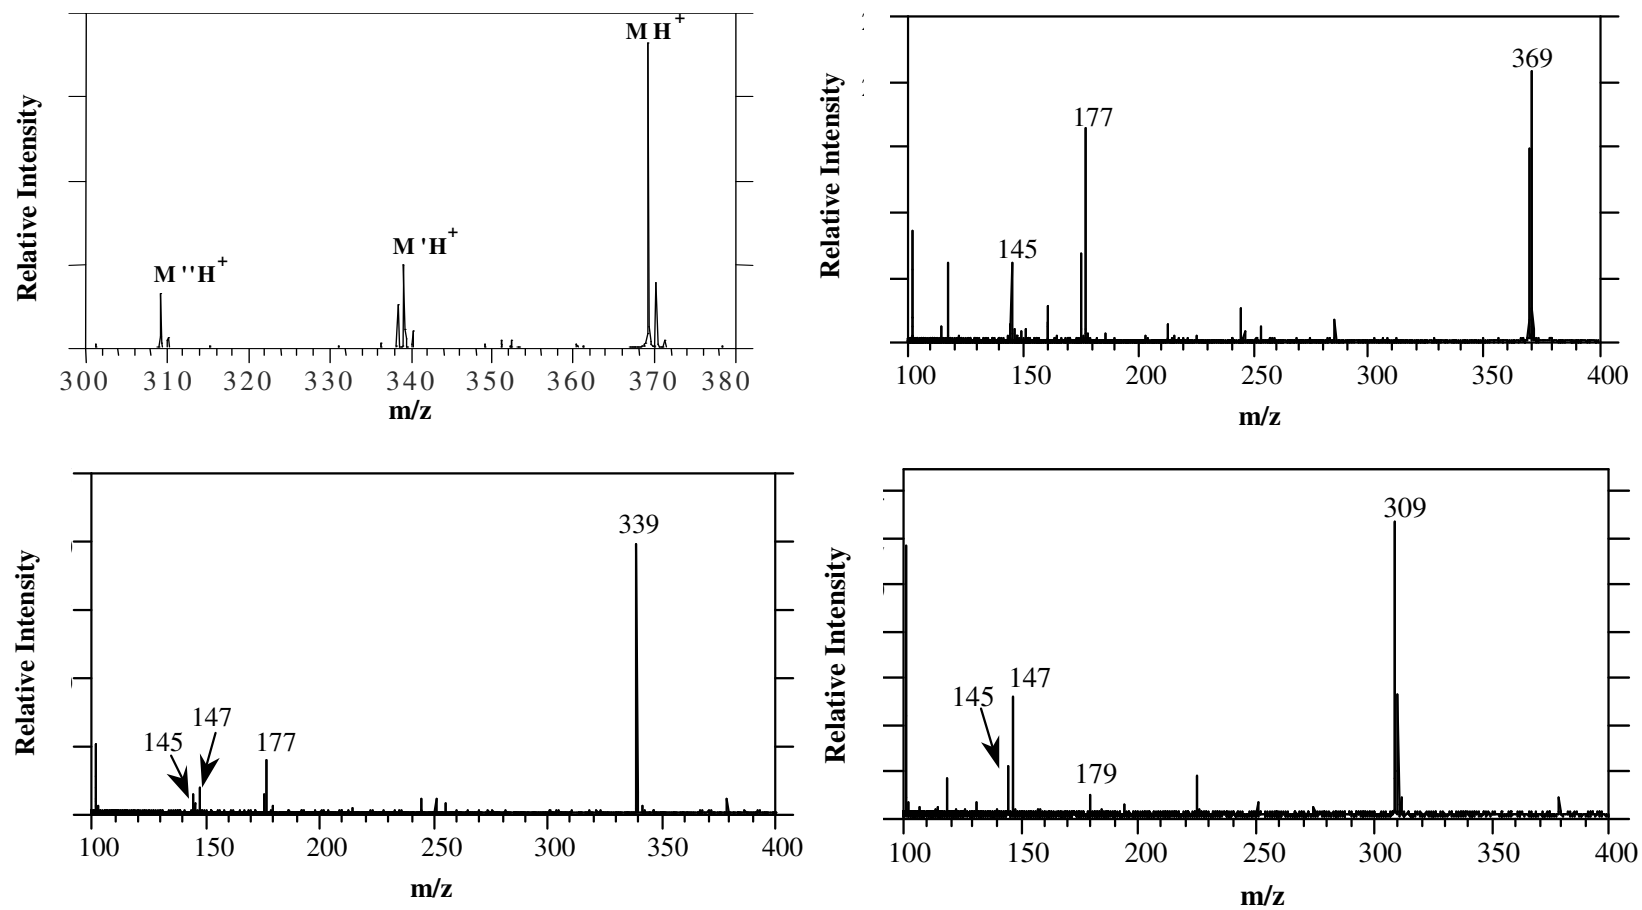 M H+
M 'H+
M ''H+
Relative Intensity
300 310 320 330 340 350 360 370 380
m/z
369
177
145
Relative Intensity
100 150 200 250 300 350 400
m/z
339
147
145
177
Relative Intensity
100 150 200 250 300 350 400
m/z
309
147
145
179
Relative Intensity
100 150 200 250 300 350 400
m/z